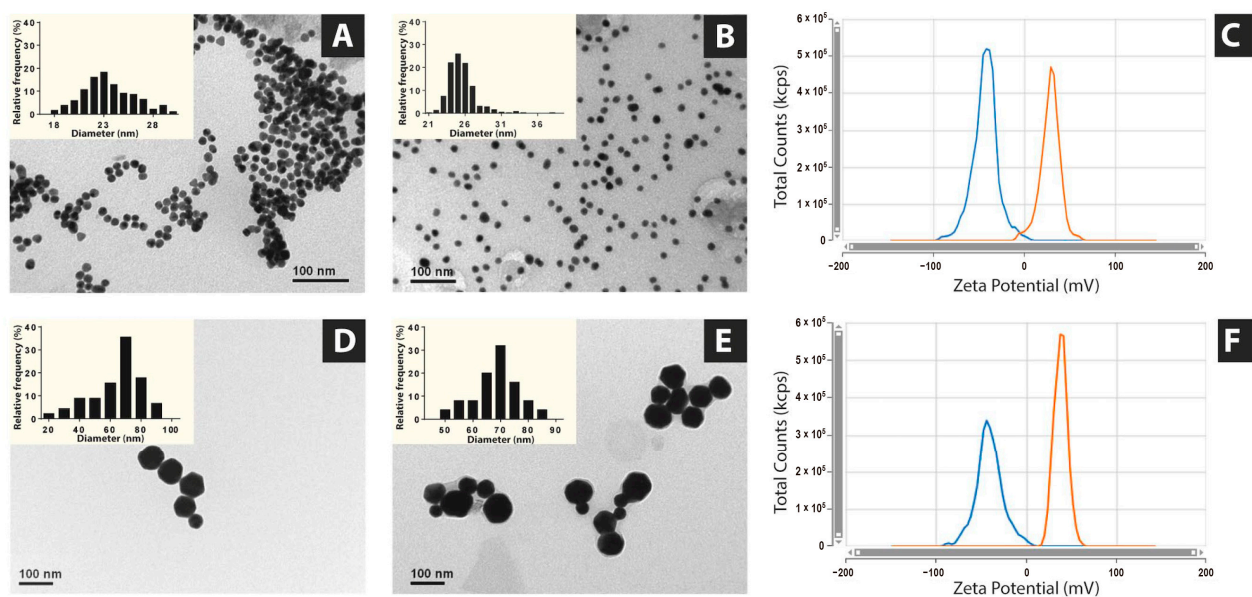 A
Relative frequency (%)
40
30
20
10
0
18 23 28
Diameter (nm)
100 nm
B
Relative frequency (%)
40
30
20
10
0
21 26 31 36
Diameter (nm)
100 nm
C
Total Counts (kcps)
6 x 10⁵
5 x 10⁵
4 x 10⁵
3 x 10⁵
2 x 10⁵
1 x 10⁵
0
−200 −100 0 100 200
Zeta Potential (mV)
D
Relative frequency (%)
40
30
20
10
0
20 40 60 80 100
Diameter (nm)
100 nm
E
Relative frequency (%)
40
30
20
10
0
50 60 70 80 90
Diameter (nm)
100 nm
F
Total Counts (kcps)
6 x 10⁵
5 x 10⁵
4 x 10⁵
3 x 10⁵
2 x 10⁵
1 x 10⁵
0
−200 −100 0 100 200
Zeta Potential (mV)